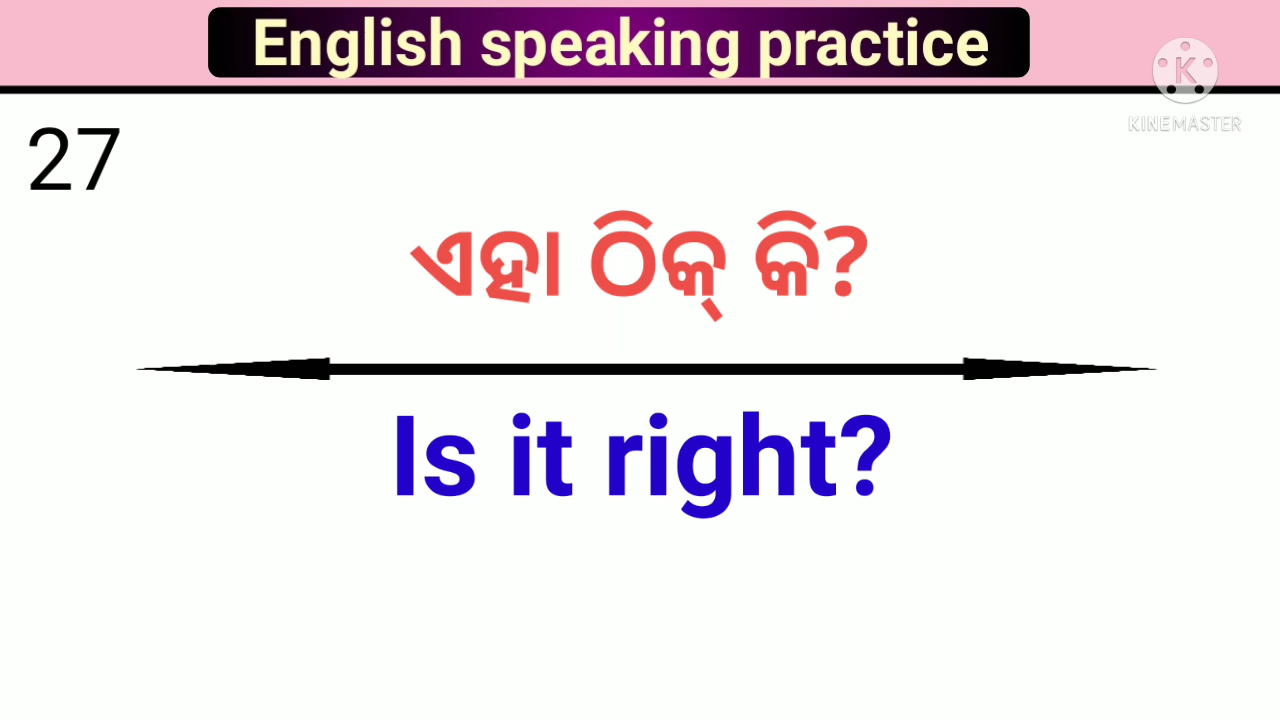 English speaking practice
K
KINEMASTER
27
ଏହା ଠିକ୍ କି?
Is it right?